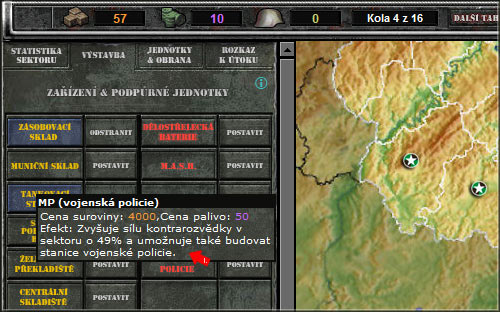 57
10
0
Kola 4 z 16
DALŠÍ TAH
STATISTIKA
SEKTORU
VÝSTAVBA
JEDNOTKY
& OBRANA
ROZKAZ
K ÚTOKU
ZAŘÍZENÍ & PODPŮRNÉ JEDNOTKY
ZÁSOBOVACÍ
SKLAD
ODSTRANIT
DĚLOSTŘELECKÁ
BATERIE
POSTAVIT
MUNIČNÍ SKLAD
POSTAVIT
M.A.S.H.
POSTAVIT
MP (vojenská policie)
Cena suroviny: 4000,Cena palivo: 50
Efekt: Zvyšuje sílu kontrarozvědky v
sektoru o 49% a umožnuje také budovat
stanice vojenské policie.
PŘEKLADIŠTĚ
POSTAVIT
POLICIE
POSTAVIT
CENTRÁLNÍ
SKLADIŠTĚ
POSTAVIT